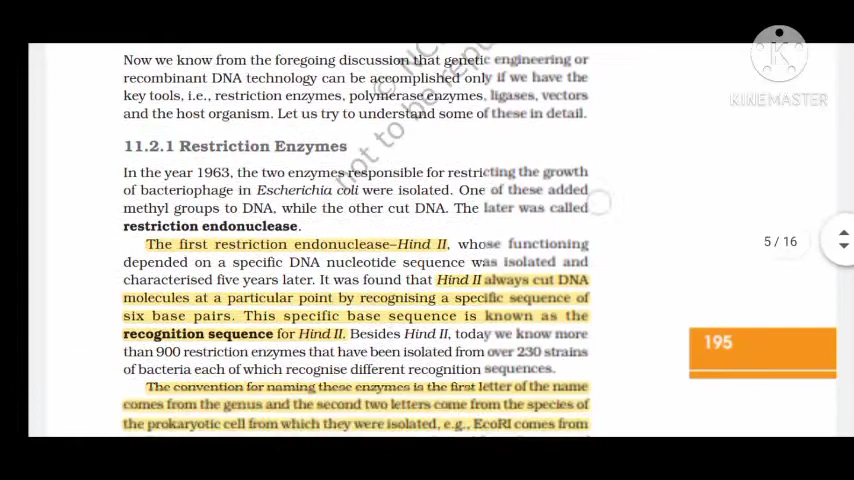 Now we know from the foregoing discussion that genetic engineering or
recombinant DNA technology can be accomplished only if we have the
key tools, i.e., restriction enzymes, polymerase enzymes, ligases, vectors
and the host organism. Let us try to understand some of these in detail.
11.2.1 Restriction Enzymes
In the year 1963, the two enzymes responsible for restricting the growth
of bacteriophage in Escherichia coli were isolated. One of these added
methyl groups to DNA, while the other cut DNA. The later was called
restriction endonuclease.
The first restriction endonuclease–Hind II, whose functioning
depended on a specific DNA nucleotide sequence was isolated and
characterised five years later. It was found that Hind II always cut DNA
molecules at a particular point by recognising a specific sequence of
six base pairs. This specific base sequence is known as the
recognition sequence for Hind II. Besides Hind II, today we know more
than 900 restriction enzymes that have been isolated from over 230 strains
of bacteria each of which recognise different recognition sequences.
The convention for naming these enzymes is the first letter of the name
comes from the genus and the second two letters come from the species of
the prokaryotic cell from which they were isolated, e.g., EcoRI comes from
© NC
not to be repu
KINEMASTER
5 / 16
195